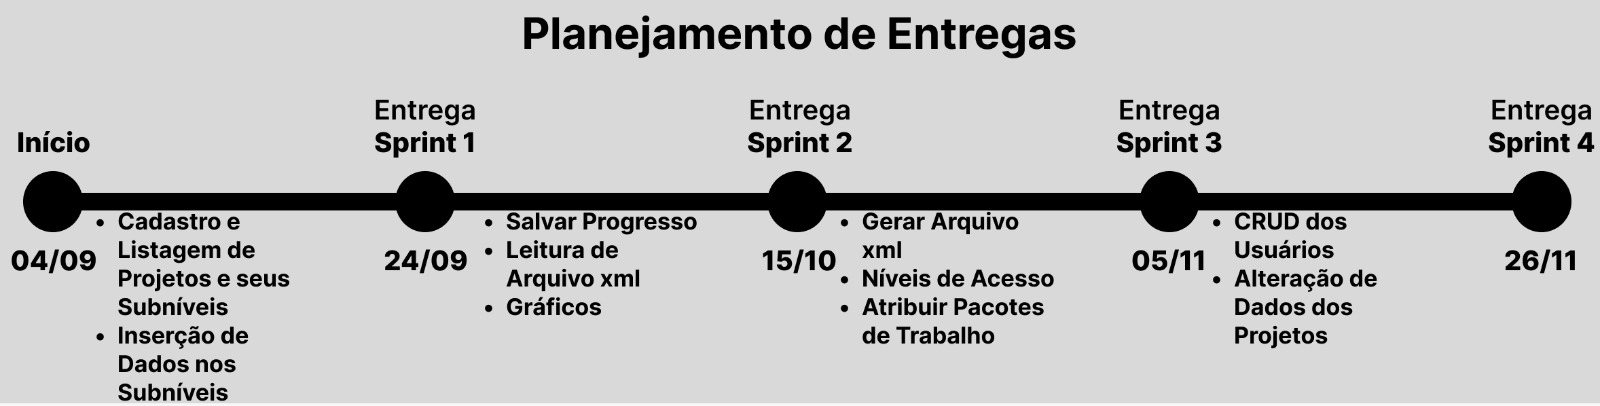 Planejamento de Entregas
Início
Entrega
Sprint 1
Entrega
Sprint 2
Entrega
Sprint 3
Entrega
Sprint 4
04/09
• Cadastro e
Listagem de
Projetos e seus
Subníveis
• Inserção de
Dados nos
Subníveis
24/09
• Salvar Progresso
• Leitura de
Arquivo xml
• Gráficos
15/10
• Gerar Arquivo
xml
• Níveis de Acesso
• Atribuir Pacotes
de Trabalho
05/11
• CRUD dos
Usuários
• Alteração de
Dados dos
Projetos
26/11